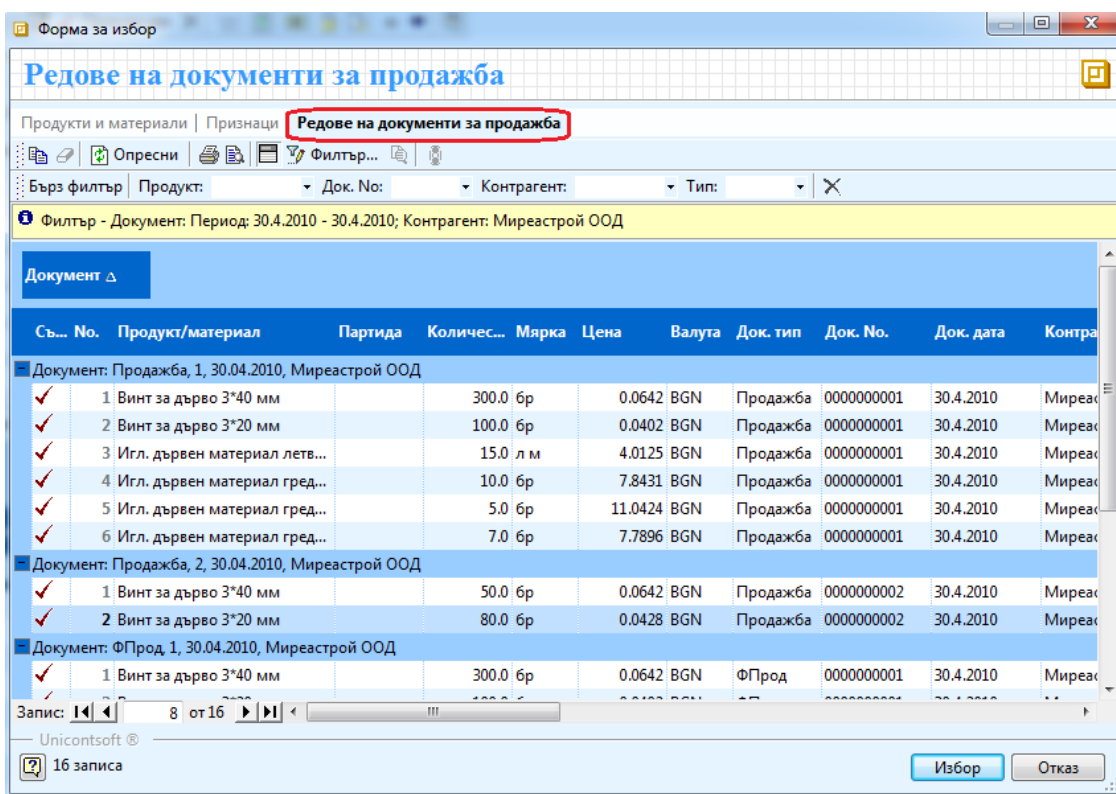 Форма за избор
Редове на документи за продажба
Продукти и материали | Признаци | Редове на документи за продажба
Опресни Филтър...
Бърз филтър Продукт: Док. No: Контрагент: Тип:
Филтър - Документ: Период: 30.4.2010 - 30.4.2010; Контрагент: Миреастрой ООД
Документ
Съ... No. Продукт/материал Партида Количес... Мярка Цена Валута Док. тип Док. No. Док. дата Контра
Документ: Продажба, 1, 30.04.2010, Миреастрой ООД
1 Винт за дърво 3*40 мм 300.0 бр 0.0642 BGN Продажба 0000000001 30.4.2010 Миреас
2 Винт за дърво 3*20 мм 100.0 бр 0.0402 BGN Продажба 0000000001 30.4.2010 Миреас
3 Игл. дървен материал летв... 15.0 л м 4.0125 BGN Продажба 0000000001 30.4.2010 Миреас
4 Игл. дървен материал гред... 10.0 бр 7.8431 BGN Продажба 0000000001 30.4.2010 Миреас
5 Игл. дървен материал гред... 5.0 бр 11.0424 BGN Продажба 0000000001 30.4.2010 Миреас
6 Игл. дървен материал гред... 7.0 бр 7.7896 BGN Продажба 0000000001 30.4.2010 Миреас
Документ: Продажба, 2, 30.04.2010, Миреастрой ООД
1 Винт за дърво 3*40 мм 50.0 бр 0.0642 BGN Продажба 0000000002 30.4.2010 Миреас
2 Винт за дърво 3*20 мм 80.0 бр 0.0428 BGN Продажба 0000000002 30.4.2010 Миреас
Документ: ФПрод, 1, 30.04.2010, Миреастрой ООД
1 Винт за дърво 3*40 мм 300.0 бр 0.0642 BGN ФПрод 0000000001 30.4.2010 Миреас
Запис: 8 от 16
Unicontsoft ®
16 записа Избор Отказ